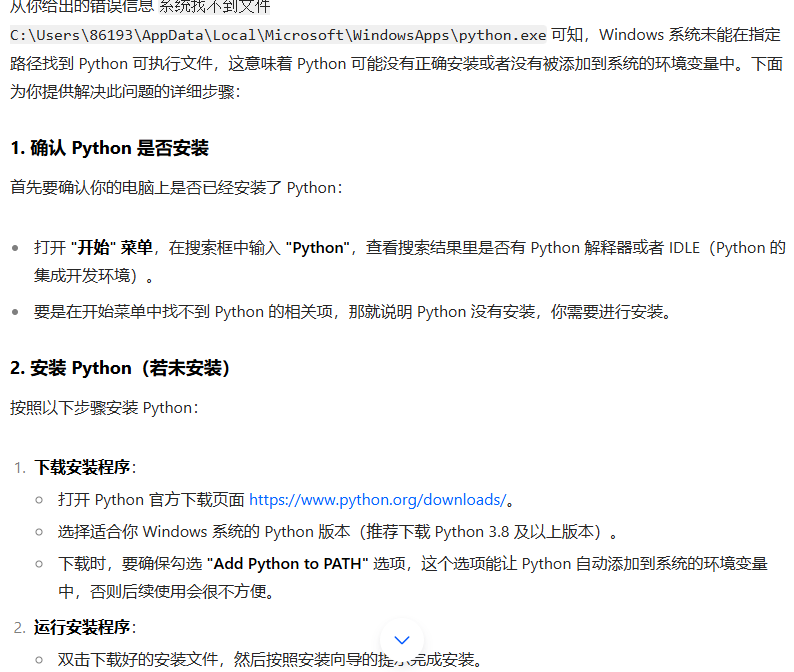 从你给出的错误信息 系统找不到文件
C:\Users\86193\AppData\Local\Microsoft\WindowsApps\python.exe 可知，Windows 系统未能在指定
路径找到 Python 可执行文件，这意味着 Python 可能没有正确安装或者没有被添加到系统的环境变量中。下面
为你提供解决此问题的详细步骤：
1. 确认 Python 是否安装
首先要确认你的电脑上是否已经安装了 Python：
打开 "开始" 菜单，在搜索框中输入 "Python"，查看搜索结果里是否有 Python 解释器或者 IDLE（Python 的
集成开发环境）。
要是在开始菜单中找不到 Python 的相关项，那就说明 Python 没有安装，你需要进行安装。
2. 安装 Python（若未安装）
按照以下步骤安装 Python：
1. 下载安装程序：
打开 Python 官方下载页面 https://www.python.org/downloads/。
选择适合你 Windows 系统的 Python 版本（推荐下载 Python 3.8 及以上版本）。
下载时，要确保勾选 "Add Python to PATH" 选项，这个选项能让 Python 自动添加到系统的环境变量
中，否则后续使用会很不方便。
2. 运行安装程序：
双击下载好的安装文件，然后按照安装向导的提示完成安装。